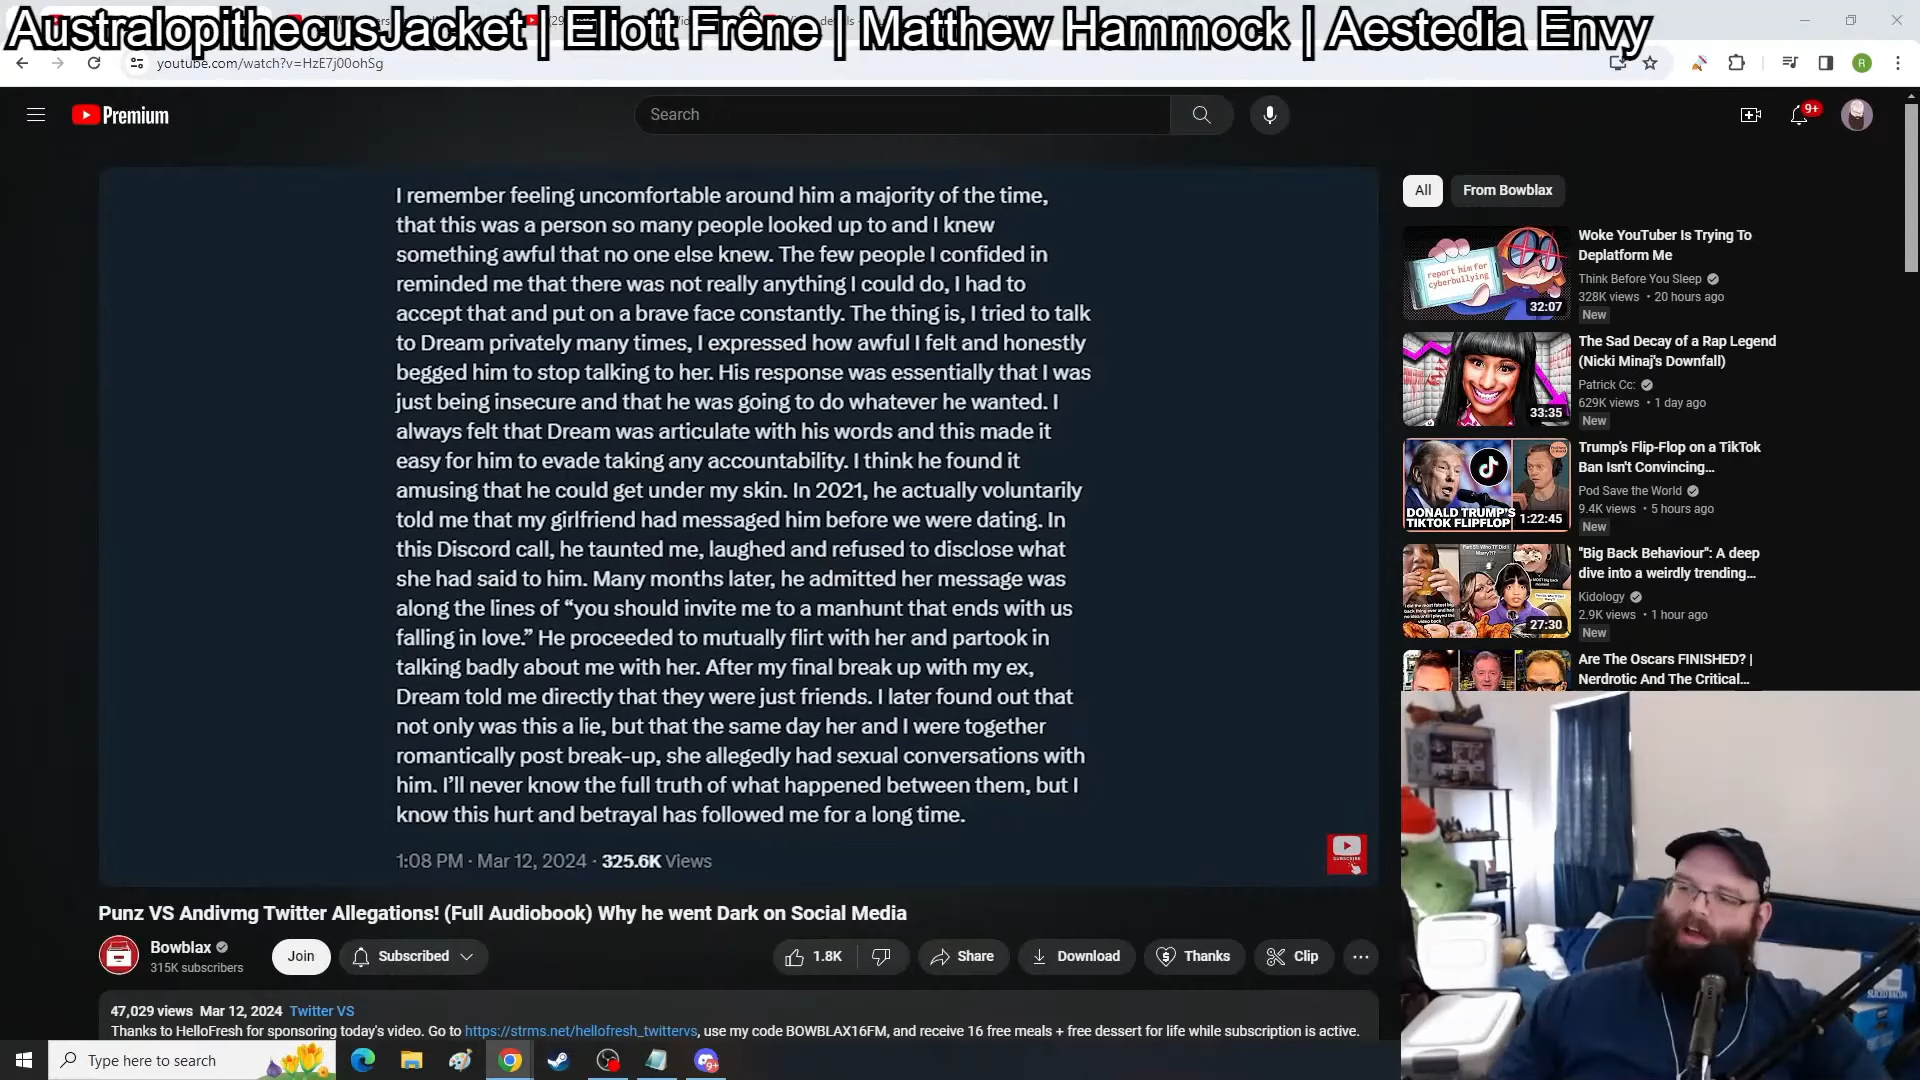 AustralopithecusJacket | Eliott Frêne | Matthew Hammock | Aestedia Envy
youtube.com/watch?v=HzE7j00ohSg
R
Premium
Search
9+
I remember feeling uncomfortable around him a majority of the time,
that this was a person so many people looked up to and I knew
something awful that no one else knew. The few people I confided in
reminded me that there was not really anything I could do, I had to
accept that and put on a brave face constantly. The thing is, I tried to talk
to Dream privately many times, I expressed how awful I felt and honestly
begged him to stop talking to her. His response was essentially that I was
just being insecure and that he was going to do whatever he wanted. I
always felt that Dream was articulate with his words and this made it
easy for him to evade taking any accountability. I think he found it
amusing that he could get under my skin. In 2021, he actually voluntarily
told me that my girlfriend had messaged him before we were dating. In
this Discord call, he taunted me, laughed and refused to disclose what
she had said to him. Many months later, he admitted her message was
along the lines of “you should invite me to a manhunt that ends with us
falling in love.” He proceeded to mutually flirt with her and partook in
talking badly about me with her. After my final break up with my ex,
Dream told me directly that they were just friends. I later found out that
not only was this a lie, but that the same day her and I were together
romantically post break-up, she allegedly had sexual conversations with
him. I’ll never know the full truth of what happened between them, but I
know this hurt and betrayal has followed me for a long time.
1:08 PM · Mar 12, 2024 · 325.6K Views
SUBSCRIBE
Punz VS Andivmg Twitter Allegations! (Full Audiobook) Why he went Dark on Social Media
Bowblax
315K subscribers
Join
Subscribed
1.8K
Share
Download
Thanks
Clip
47,029 views Mar 12, 2024 Twitter VS
Thanks to HelloFresh for sponsoring today's video. Go to https://strms.net/hellofresh_twittervs, use my code BOWBLAX16FM, and receive 16 free meals + free dessert for life while subscription is active.
All
From Bowblax
report him for
cyberbullying
32:07
Woke YouTuber Is Trying To
Deplatform Me
Think Before You Sleep
328K views • 20 hours ago
New
33:35
The Sad Decay of a Rap Legend
(Nicki Minaj's Downfall)
Patrick Cc:
629K views • 1 day ago
New
DONALD TRUMP'S
TIKTOK FLIPFLOP
1:22:45
Trump’s Flip-Flop on a TikTok
Ban Isn't Convincing...
Pod Save the World
9.4K views • 5 hours ago
New
27:30
"Big Back Behaviour": A deep
dive into a weirdly trending...
Kidology
2.9K views • 1 hour ago
New
Are The Oscars FINISHED? |
Nerdrotic And The Critical...
Type here to search